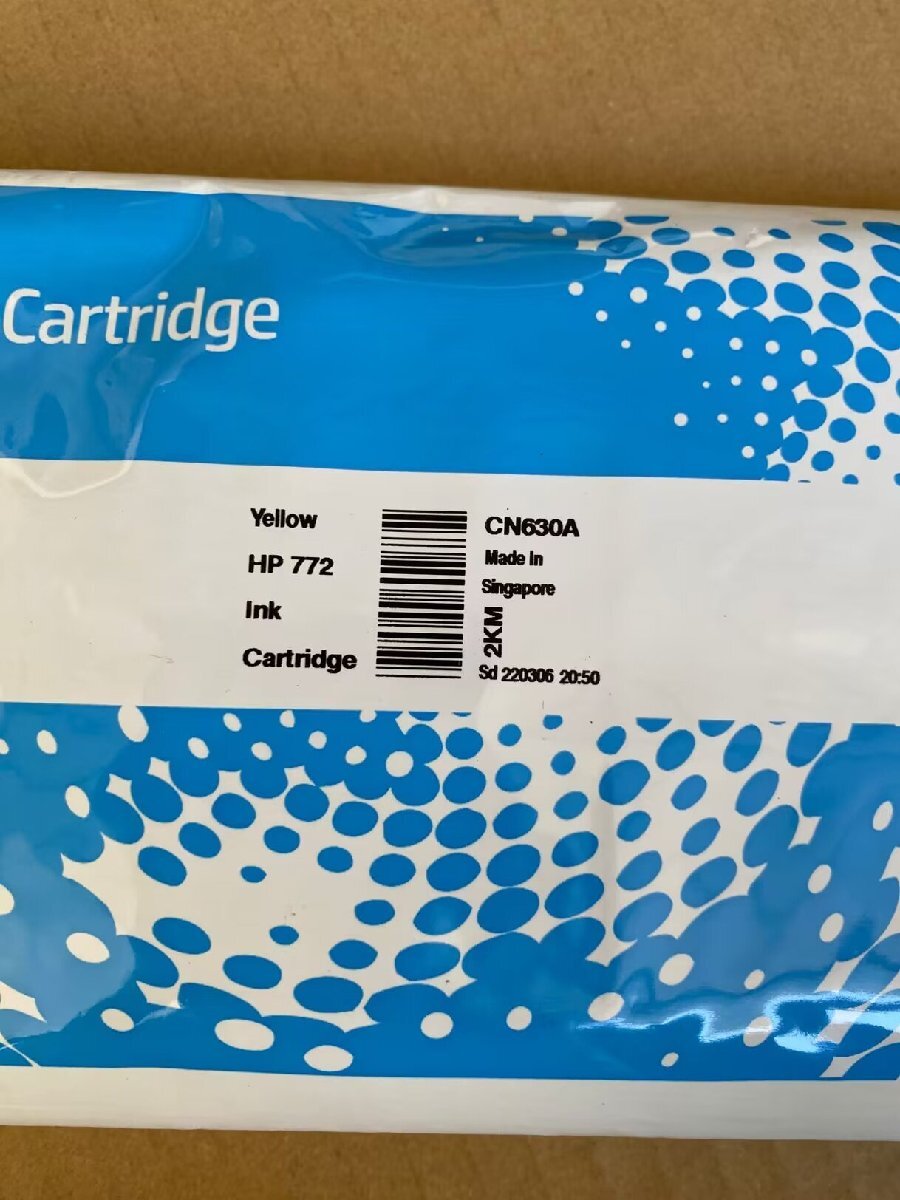 Cartridge
Yellow
HP 772
Ink
Cartridge
CN630A
Made in
Singapore
2KM
Sd 220306 20:50